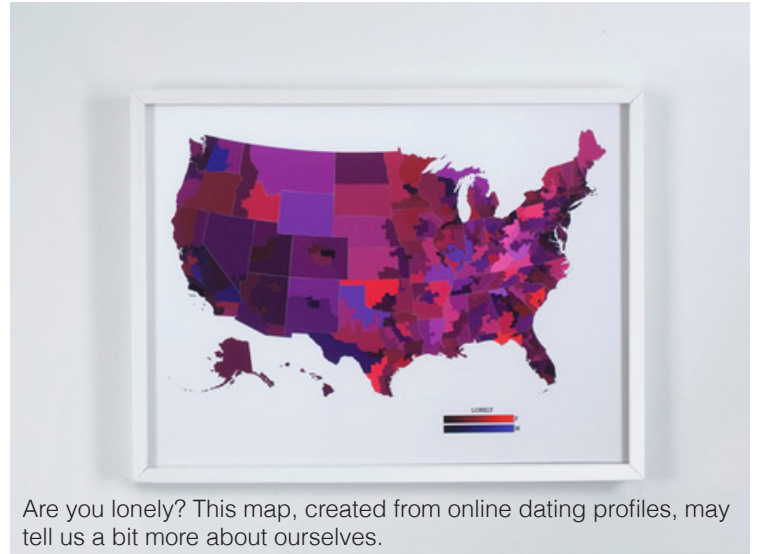 LONELY
F
M
Are you lonely? This map, created from online dating profiles, may
tell us a bit more about ourselves.